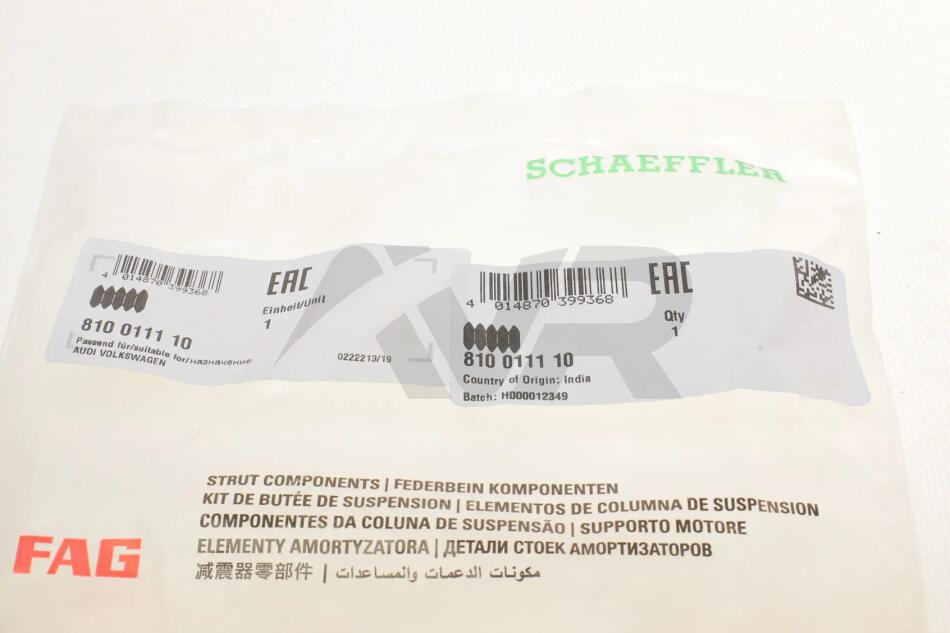 SCHAEFFLER
4 014870 399368
EAC
Einheit/Unit
1
810 0111 10
Passend für/suitable for/назначение
AUDI VOLKSWAGEN
0222213/19
4 014870 399368
EAC
Qty
1
810 0111 10
Country of Origin: India
Batch: H000012349
AVR
STRUT COMPONENTS | FEDERBEIN KOMPONENTEN
KIT DE BUTÉE DE SUSPENSION | ELEMENTOS DE COLUMNA DE SUSPENSION
COMPONENTES DA COLUNA DE SUSPENSÃO | SUPPORTO MOTORE
ELEMENTY AMORTYZATORA | ДЕТАЛИ СТОЕК АМОРТИЗАТОРОВ
减震器零部件 | مكونات الدعمات والمساعدات
FAG